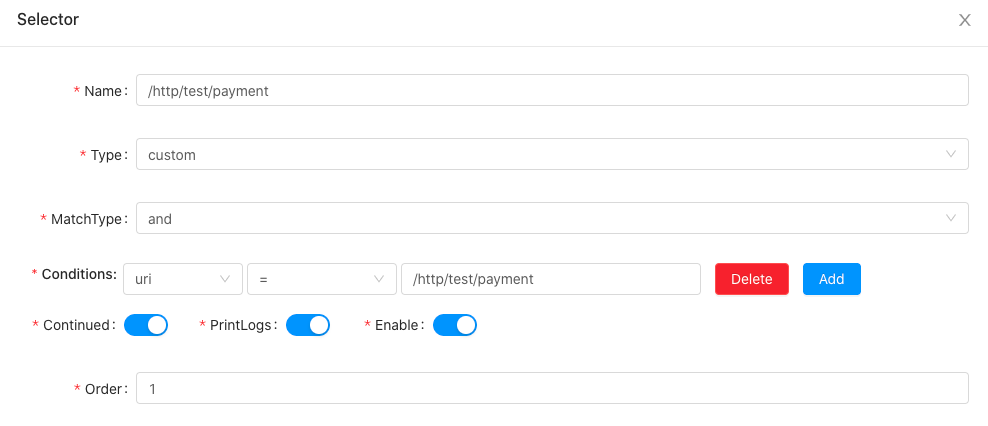 Selector
* Name: /http/test/payment
* Type: custom
* MatchType: and
* Conditions: uri = /http/test/payment Delete Add
* Continued: * PrintLogs: * Enable:
* Order: 1